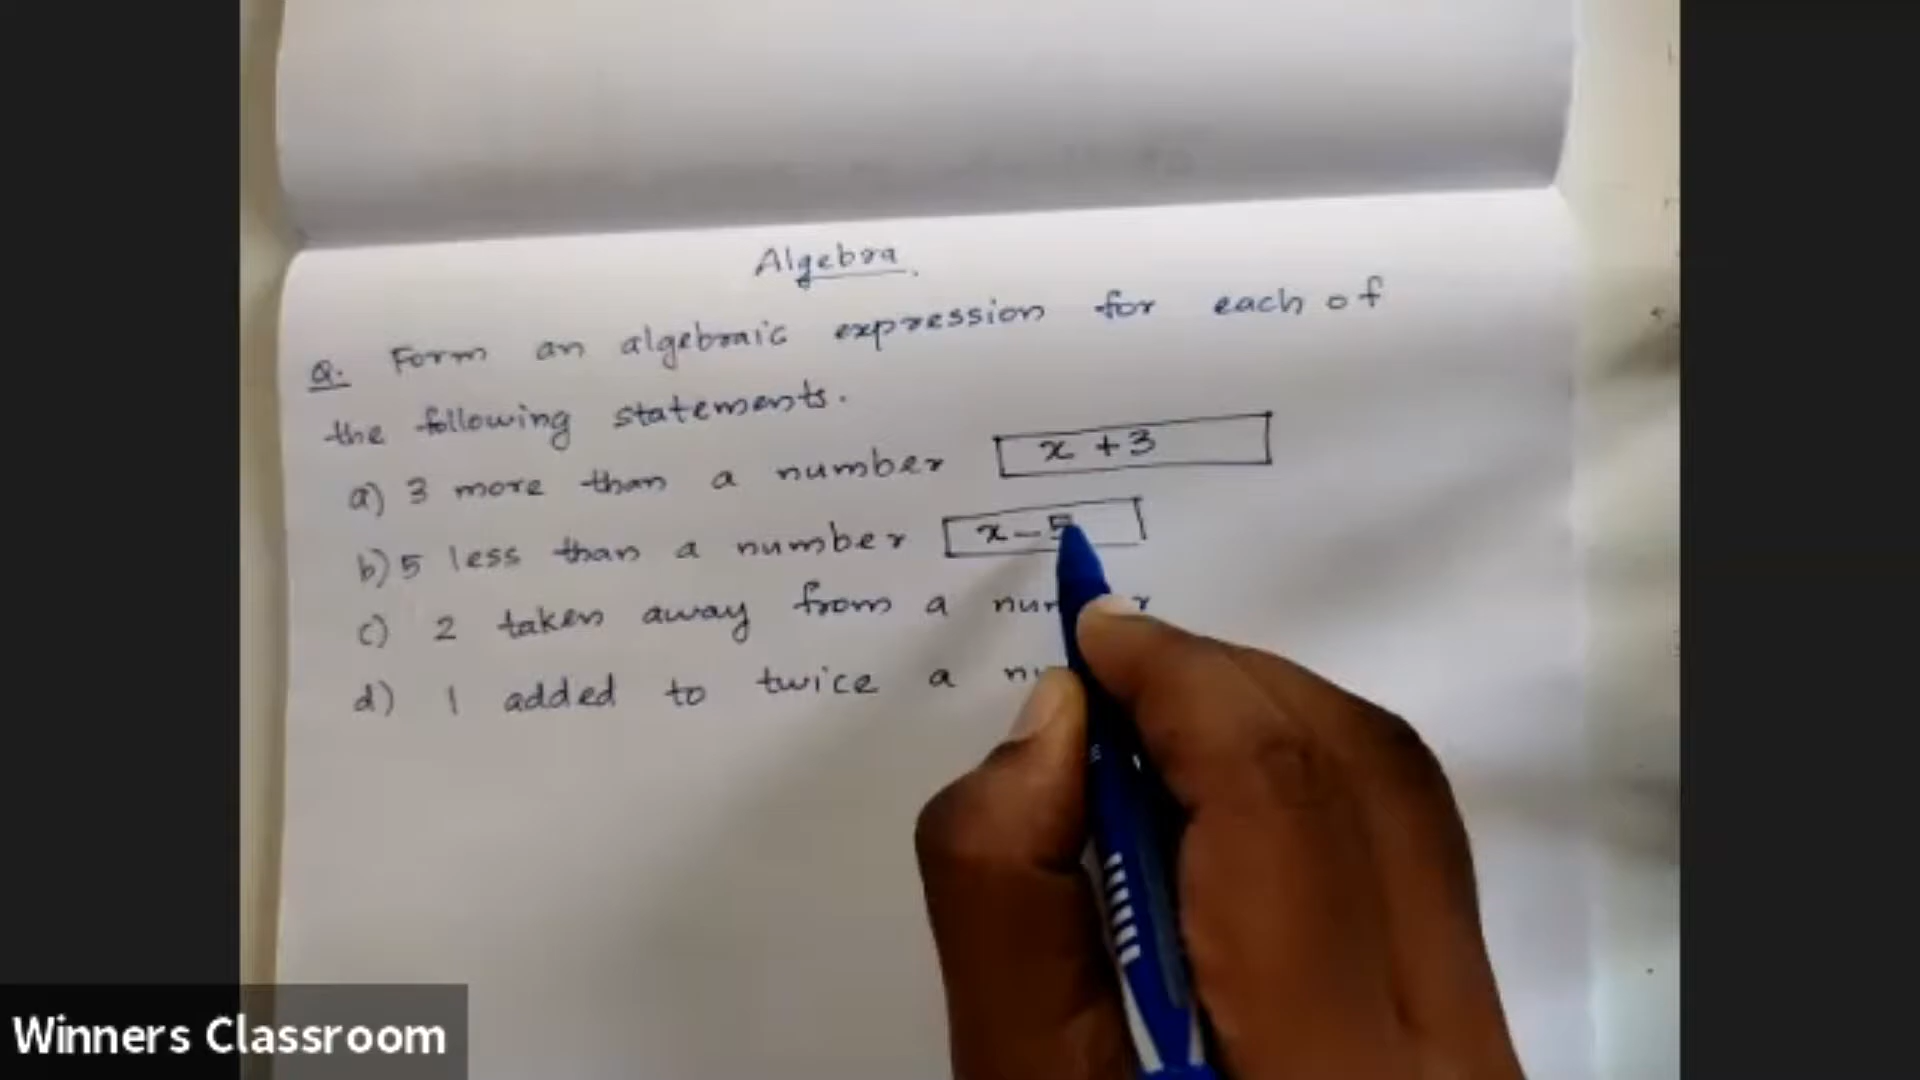 Algebra.
Q. Form an algebraic expression for each of
the following statements.
a) 3 more than a number x + 3
b) 5 less than a number x - 5
c) 2 taken away from a
d) 1 added to twice a
Winners Classroom